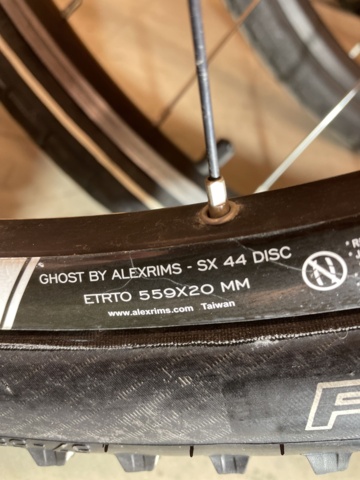 GHOST BY ALEXRIMS - SX 44 DISC
ETRTO 559X20 MM
www.alexrims.com Taiwan
N